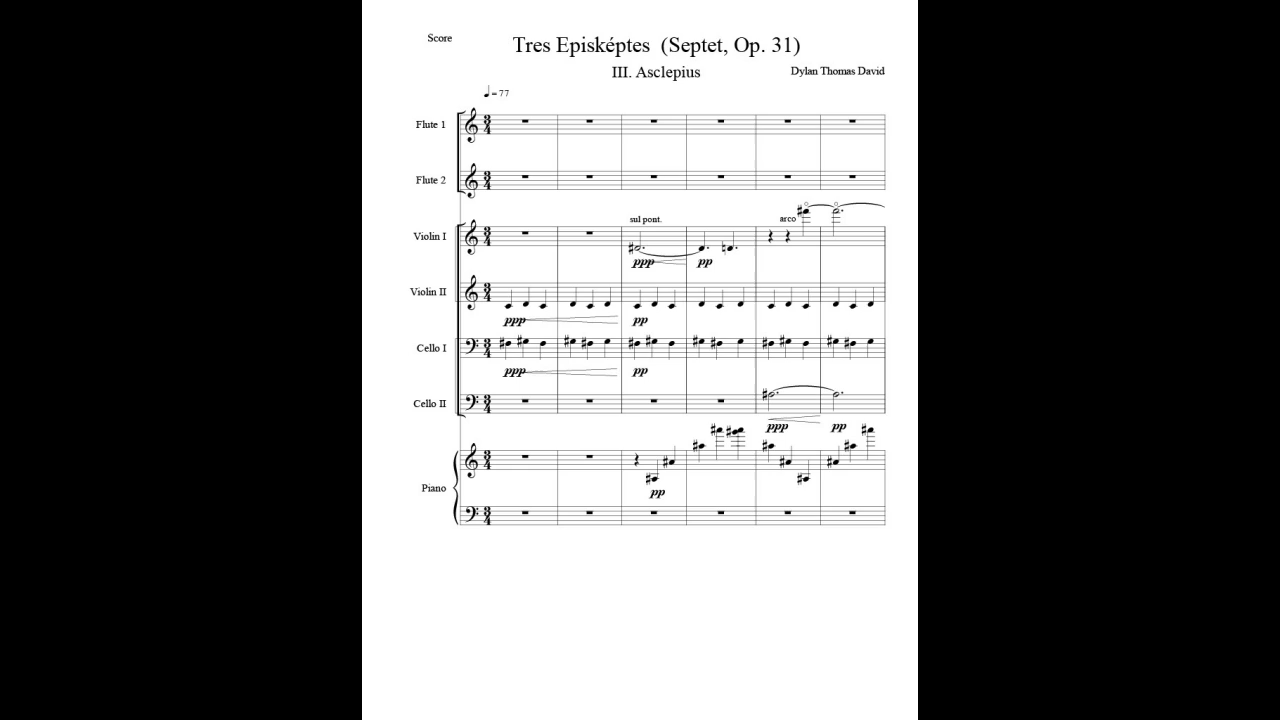 Score
Tres Episképtes (Septet, Op. 31)
III. Asclepius
Dylan Thomas David
= 77
Flute 1
Flute 2
sul pont.
arco
Violin I
ppp pp
Violin II
ppp pp
Cello I
ppp pp
Cello II
ppp pp
Piano
pp